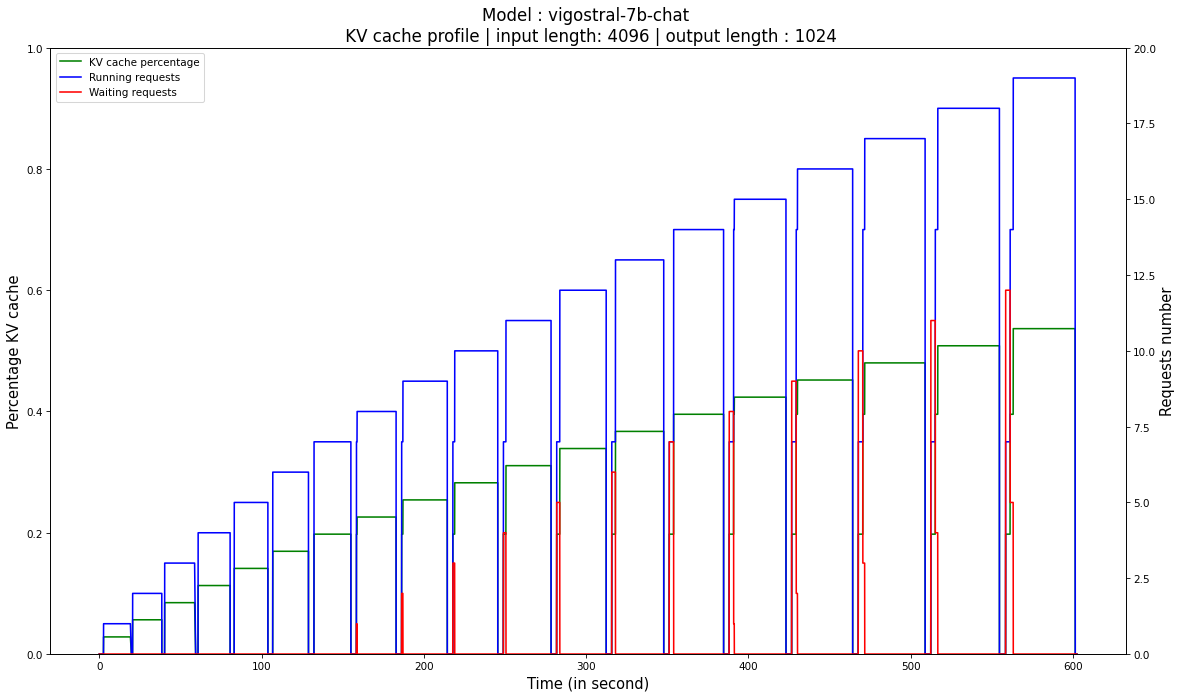 Model : vigostral-7b-chat
KV cache profile | input length: 4096 | output length : 1024
KV cache percentage
Running requests
Waiting requests
Percentage KV cache
1.0
0.8
0.6
0.4
0.2
0.0
20.0
17.5
15.0
12.5
10.0
7.5
5.0
2.5
0.0
Requests number
0 100 200 300 400 500 600
Time (in second)